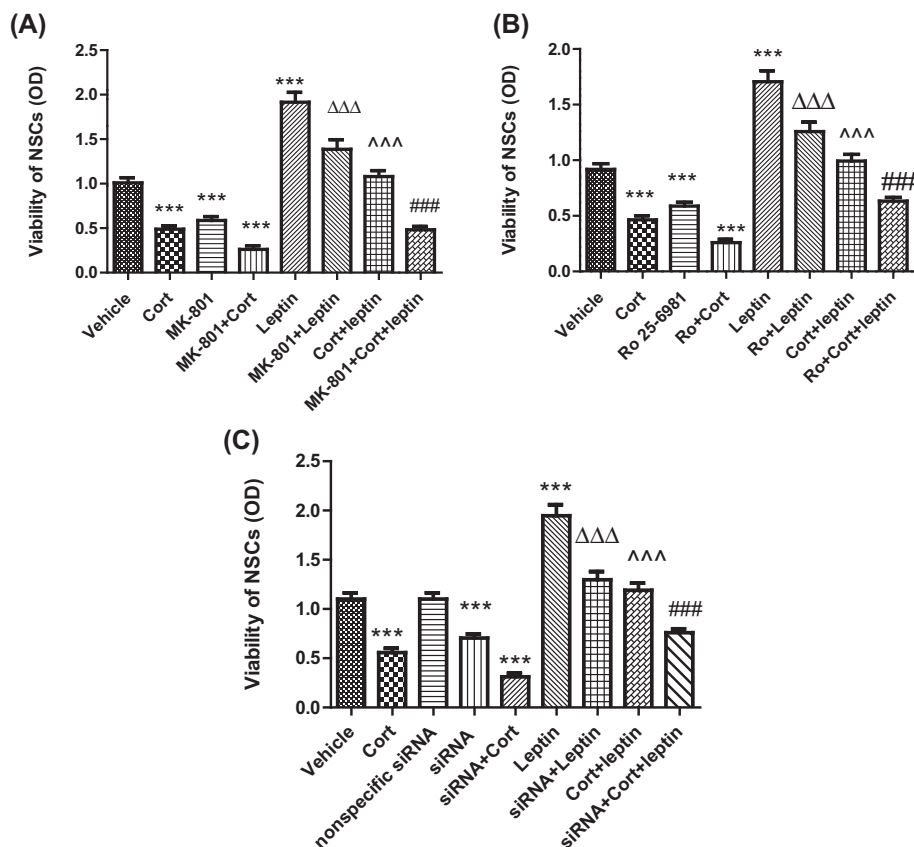 (A)
Viability of NSCs (OD)
2.5
2.0
1.5
1.0
0.5
0.0
***
***
***
***
ΔΔΔ
^^^
###
Vehicle
Cort
MK-801
MK-801+Cort
Leptin
MK-801+Leptin
Cort+leptin
MK-801+Cort+leptin
(B)
Viability of NSCs (OD)
2.0
1.5
1.0
0.5
0.0
***
***
***
***
ΔΔΔ
^^^
###
Vehicle
Cort
Ro 25-6981
Ro+Cort
Leptin
Ro+Leptin
Cort+leptin
Ro+Cort+leptin
(C)
Viability of NSCs (OD)
2.5
2.0
1.5
1.0
0.5
0.0
***
***
***
***
ΔΔΔ
^^^
###
Vehicle
Cort
nonspecific siRNA
siRNA
siRNA+Cort
Leptin
siRNA+Leptin
Cort+leptin
siRNA+Cort+leptin